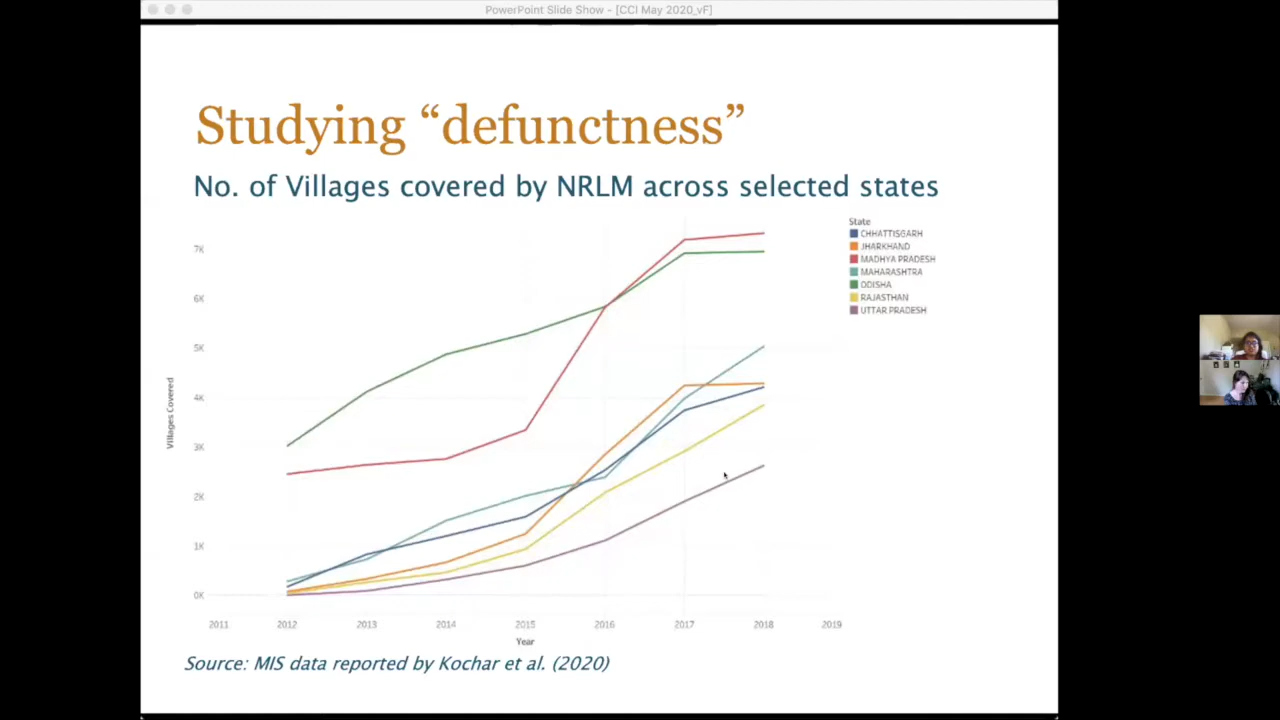 PowerPoint Slide Show - [CCI May 2020_vF]
Studying “defunctness”
No. of Villages covered by NRLM across selected states
State
CHHATTISGARH
JHARKHAND
MADHYA PRADESH
MAHARASHTRA
ODISHA
RAJASTHAN
UTTAR PRADESH
7K
6K
5K
4K
3K
2K
1K
0K
Villages Covered
2011 2012 2013 2014 2015 2016 2017 2018 2019
Year
Source: MIS data reported by Kochar et al. (2020)